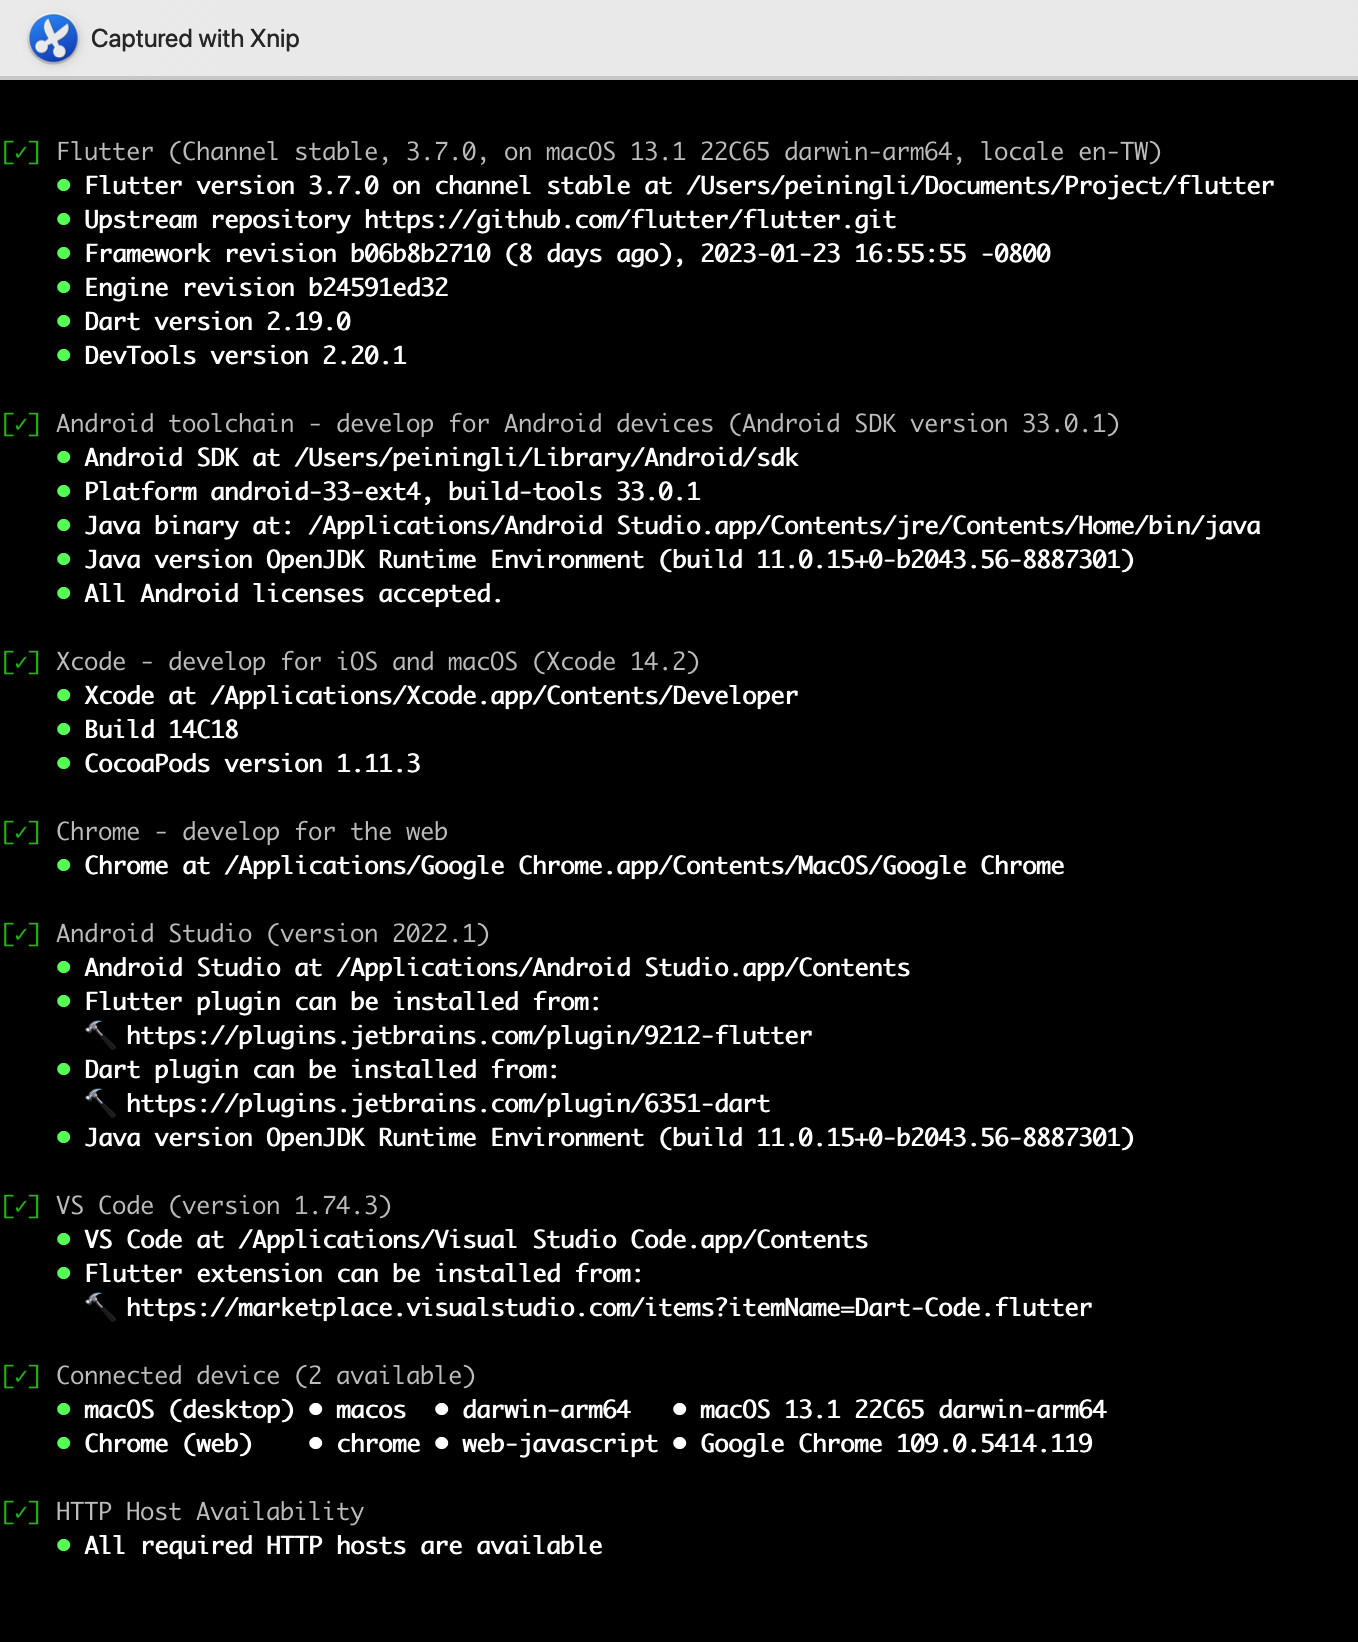 Captured with Xnip
[✓] Flutter (Channel stable, 3.7.0, on macOS 13.1 22C65 darwin-arm64, locale en-TW)
• Flutter version 3.7.0 on channel stable at /Users/peiningli/Documents/Project/flutter
• Upstream repository https://github.com/flutter/flutter.git
• Framework revision b06b8b2710 (8 days ago), 2023-01-23 16:55:55 -0800
• Engine revision b24591ed32
• Dart version 2.19.0
• DevTools version 2.20.1
[✓] Android toolchain - develop for Android devices (Android SDK version 33.0.1)
• Android SDK at /Users/peiningli/Library/Android/sdk
• Platform android-33-ext4, build-tools 33.0.1
• Java binary at: /Applications/Android Studio.app/Contents/jre/Contents/Home/bin/java
• Java version OpenJDK Runtime Environment (build 11.0.15+0-b2043.56-8887301)
• All Android licenses accepted.
[✓] Xcode - develop for iOS and macOS (Xcode 14.2)
• Xcode at /Applications/Xcode.app/Contents/Developer
• Build 14C18
• CocoaPods version 1.11.3
[✓] Chrome - develop for the web
• Chrome at /Applications/Google Chrome.app/Contents/MacOS/Google Chrome
[✓] Android Studio (version 2022.1)
• Android Studio at /Applications/Android Studio.app/Contents
• Flutter plugin can be installed from:
🔨 https://plugins.jetbrains.com/plugin/9212-flutter
• Dart plugin can be installed from:
🔨 https://plugins.jetbrains.com/plugin/6351-dart
• Java version OpenJDK Runtime Environment (build 11.0.15+0-b2043.56-8887301)
[✓] VS Code (version 1.74.3)
• VS Code at /Applications/Visual Studio Code.app/Contents
• Flutter extension can be installed from:
🔨 https://marketplace.visualstudio.com/items?itemName=Dart-Code.flutter
[✓] Connected device (2 available)
• macOS (desktop) • macos • darwin-arm64 • macOS 13.1 22C65 darwin-arm64
• Chrome (web) • chrome • web-javascript • Google Chrome 109.0.5414.119
[✓] HTTP Host Availability
• All required HTTP hosts are available